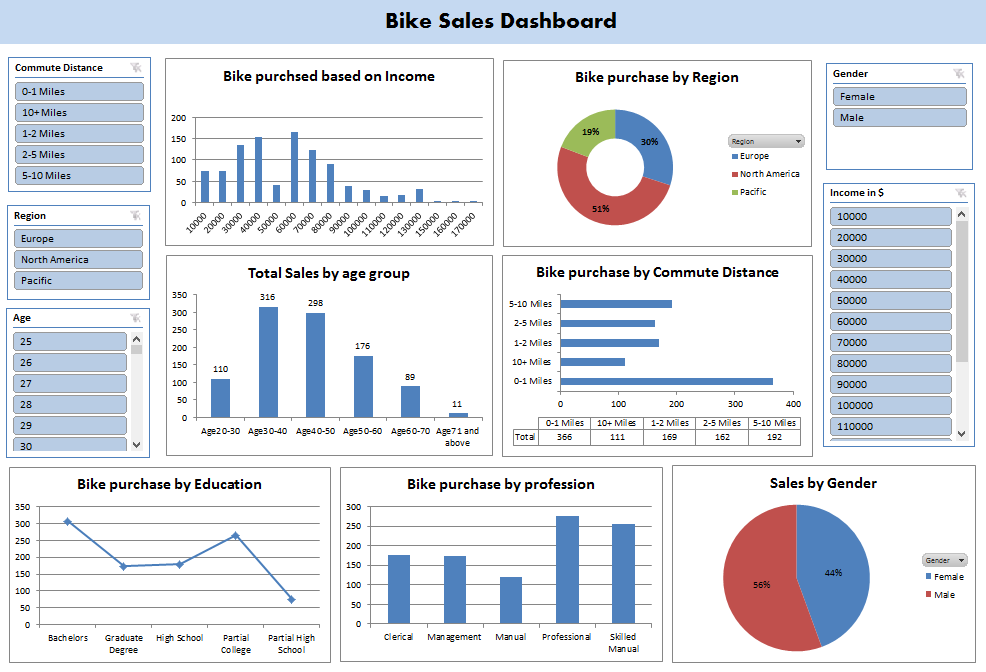 Bike Sales Dashboard
Commute Distance
0-1 Miles
10+ Miles
1-2 Miles
2-5 Miles
5-10 Miles
Region
Europe
North America
Pacific
Age
25
26
27
28
29
30
Bike purchsed based on Income
200
150
100
50
0
10000
20000
30000
40000
50000
60000
70000
80000
90000
100000
110000
120000
130000
150000
160000
170000
Bike purchase by Region
19%
30%
51%
Region
Europe
North America
Pacific
Gender
Female
Male
Income in $
10000
20000
30000
40000
50000
60000
70000
80000
90000
100000
110000
Total Sales by age group
350
300
250
200
150
100
50
0
110
316
298
176
89
11
Age20-30
Age30-40
Age40-50
Age50-60
Age60-70
Age71 and
above
Bike purchase by Commute Distance
5-10 Miles
2-5 Miles
1-2 Miles
10+ Miles
0-1 Miles
0 100 200 300 400
0-1 Miles 10+ Miles 1-2 Miles 2-5 Miles 5-10 Miles
Total 366 111 169 162 192
Bike purchase by Education
350
300
250
200
150
100
50
0
Bachelors
Graduate
Degree
High School
Partial
College
Partial High
School
Bike purchase by profession
300
250
200
150
100
50
0
Clerical
Management
Manual
Professional
Skilled
Manual
Sales by Gender
56%
44%
Gender
Female
Male